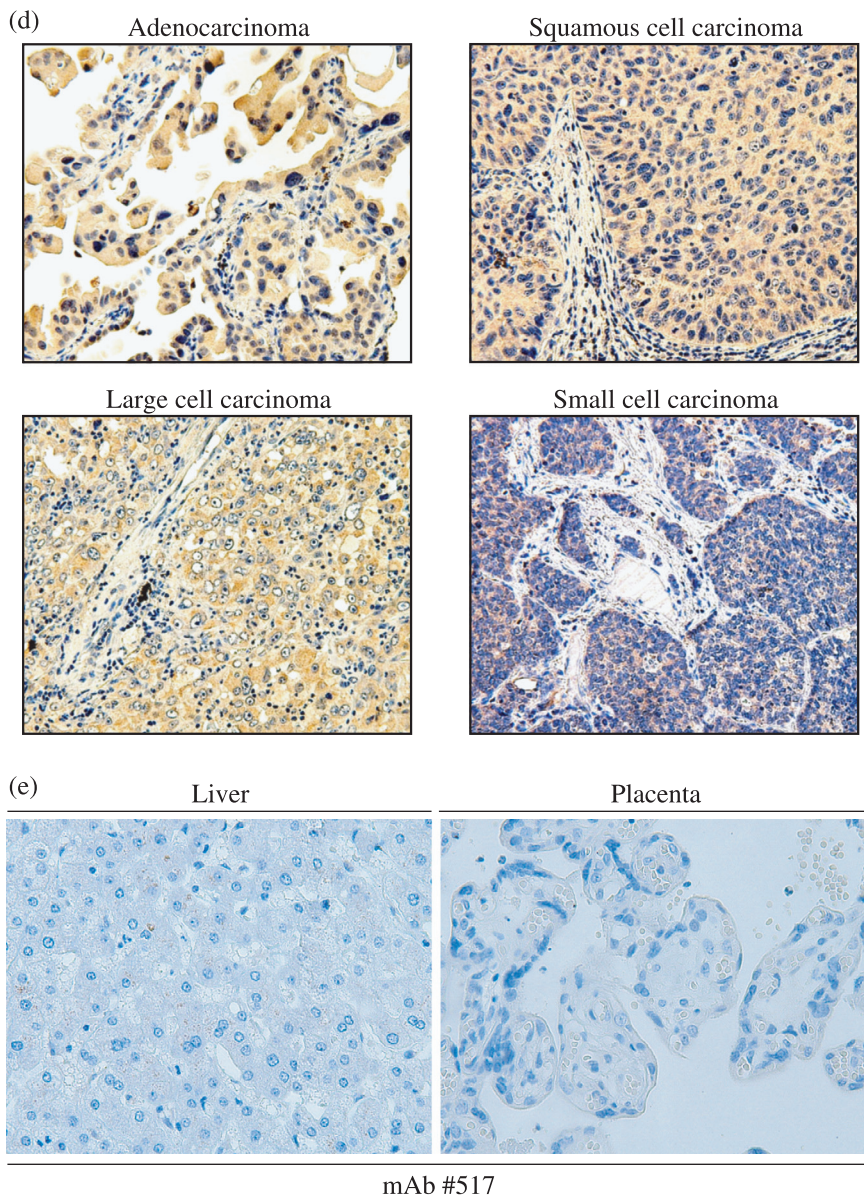 (d)
Adenocarcinoma
Squamous cell carcinoma
Large cell carcinoma
Small cell carcinoma
(e)
Liver
Placenta
mAb #517